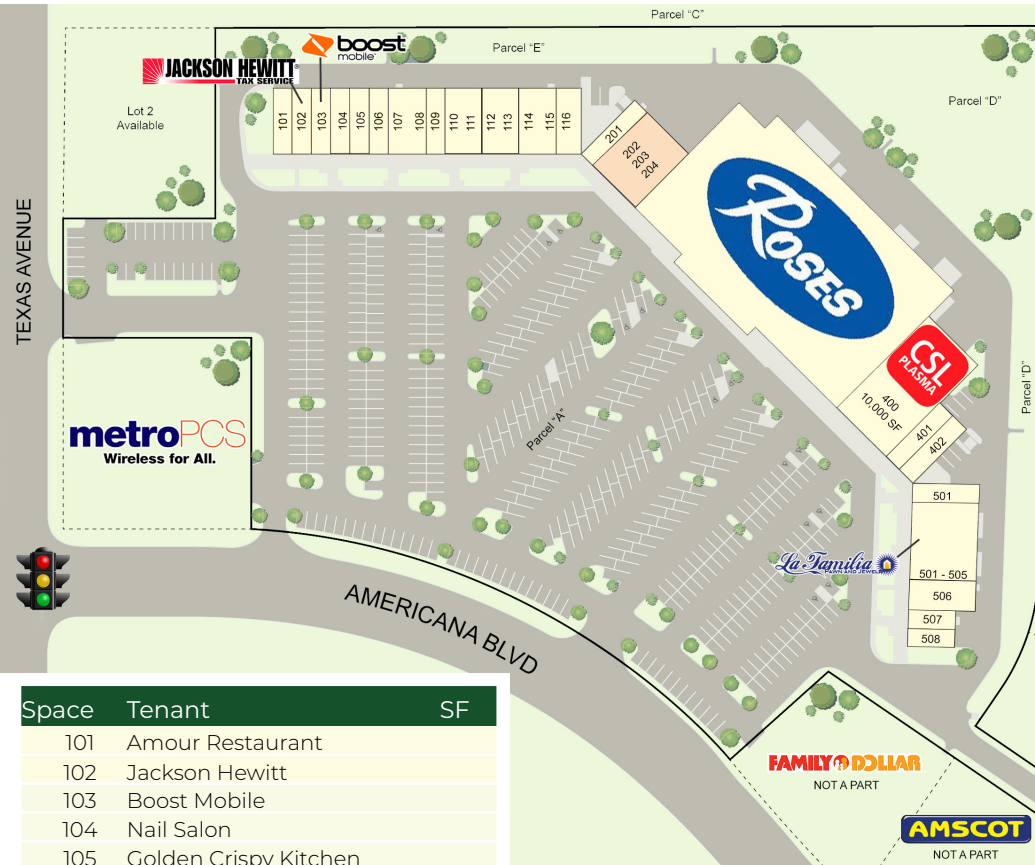 Parcel "C"
boost
mobile
Parcel "E"
JACKSON HEWITT
TAX SERVICE
Lot 2
Available
Parcel "D"
101
102
103
104
105
106
107
108
109
110
111
112
113
114
115
116
201
202
203
204
ROSES
TEXAS AVENUE
CSL
PLASMA
Parcel "D"
400
10,000 SF
401
402
Parcel "A"
metroPCS
Wireless for All.
501
La Familia
PAWN AND JEWELRY
501 - 505
506
507
508
AMERICANA BLVD
FAMILY DOLLAR
NOT A PART
AMSCOT
NOT A PART
Space Tenant SF
101 Amour Restaurant
102 Jackson Hewitt
103 Boost Mobile
104 Nail Salon
105 Golden Crispy Kitchen